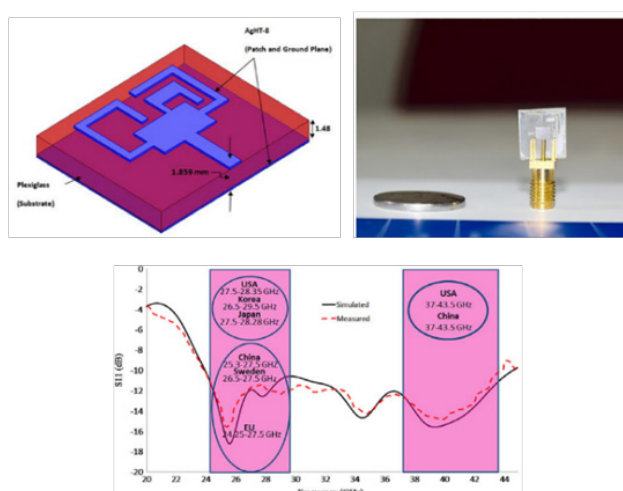 AgHT-8
(Patch and Ground Plane)
1.48
1.859 mm
Plexiglass
(Substrate)
0
-2
-4
-6
-8
-10
-12
-14
-16
-18
-20
S11 (dB)
20 22 24 26 28 30 32 34 36 38 40 42 44
USA
27.5-28.35 GHz
Korea
26.5-29.5 GHz
Japan
27.5-28.28 GHz
China
25.3-27.5 GHz
Sweden
26.5-27.5 GHz
EU
24.25-27.5 GHz
Simulated
Measured
USA
37-43.5 GHz
China
37-43.5 GHz